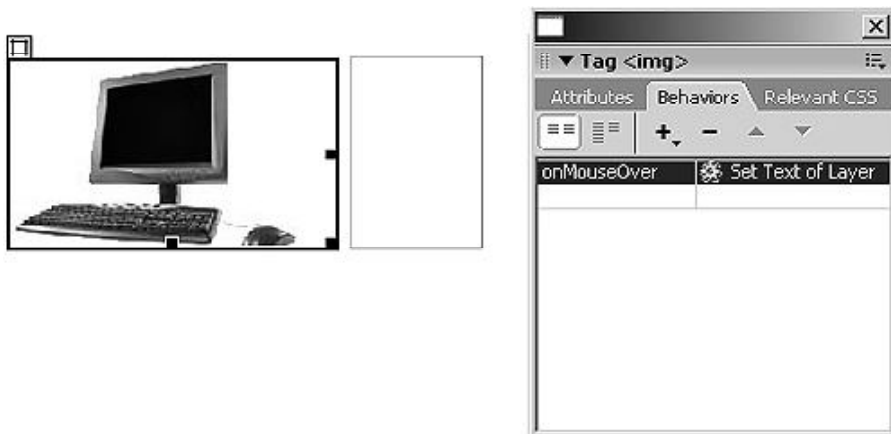 Tag <img>
Attributes Behaviors Relevant CSS
onMouseOver Set Text of Layer